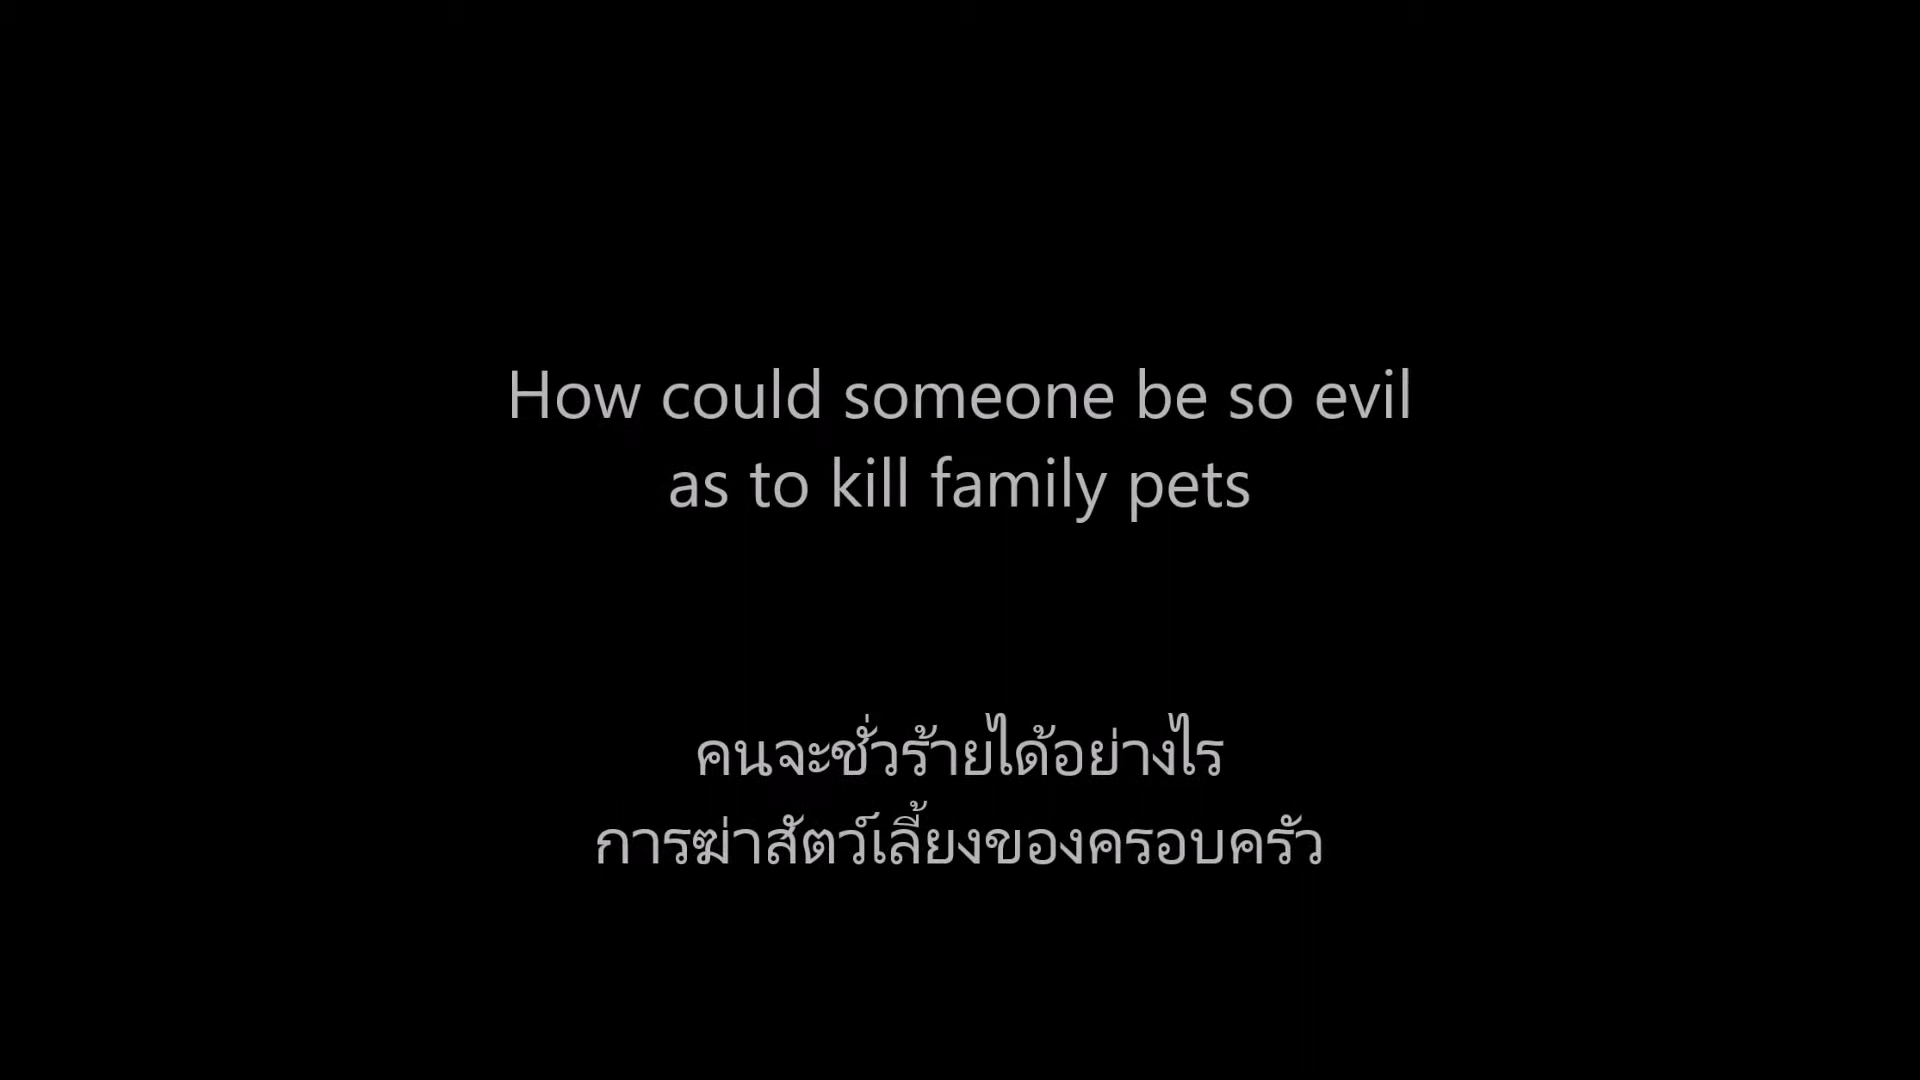 How could someone be so evil
as to kill family pets
คนจะชั่วร้ายได้อย่างไร
การฆ่าสัตว์เลี้ยงของครอบครัว